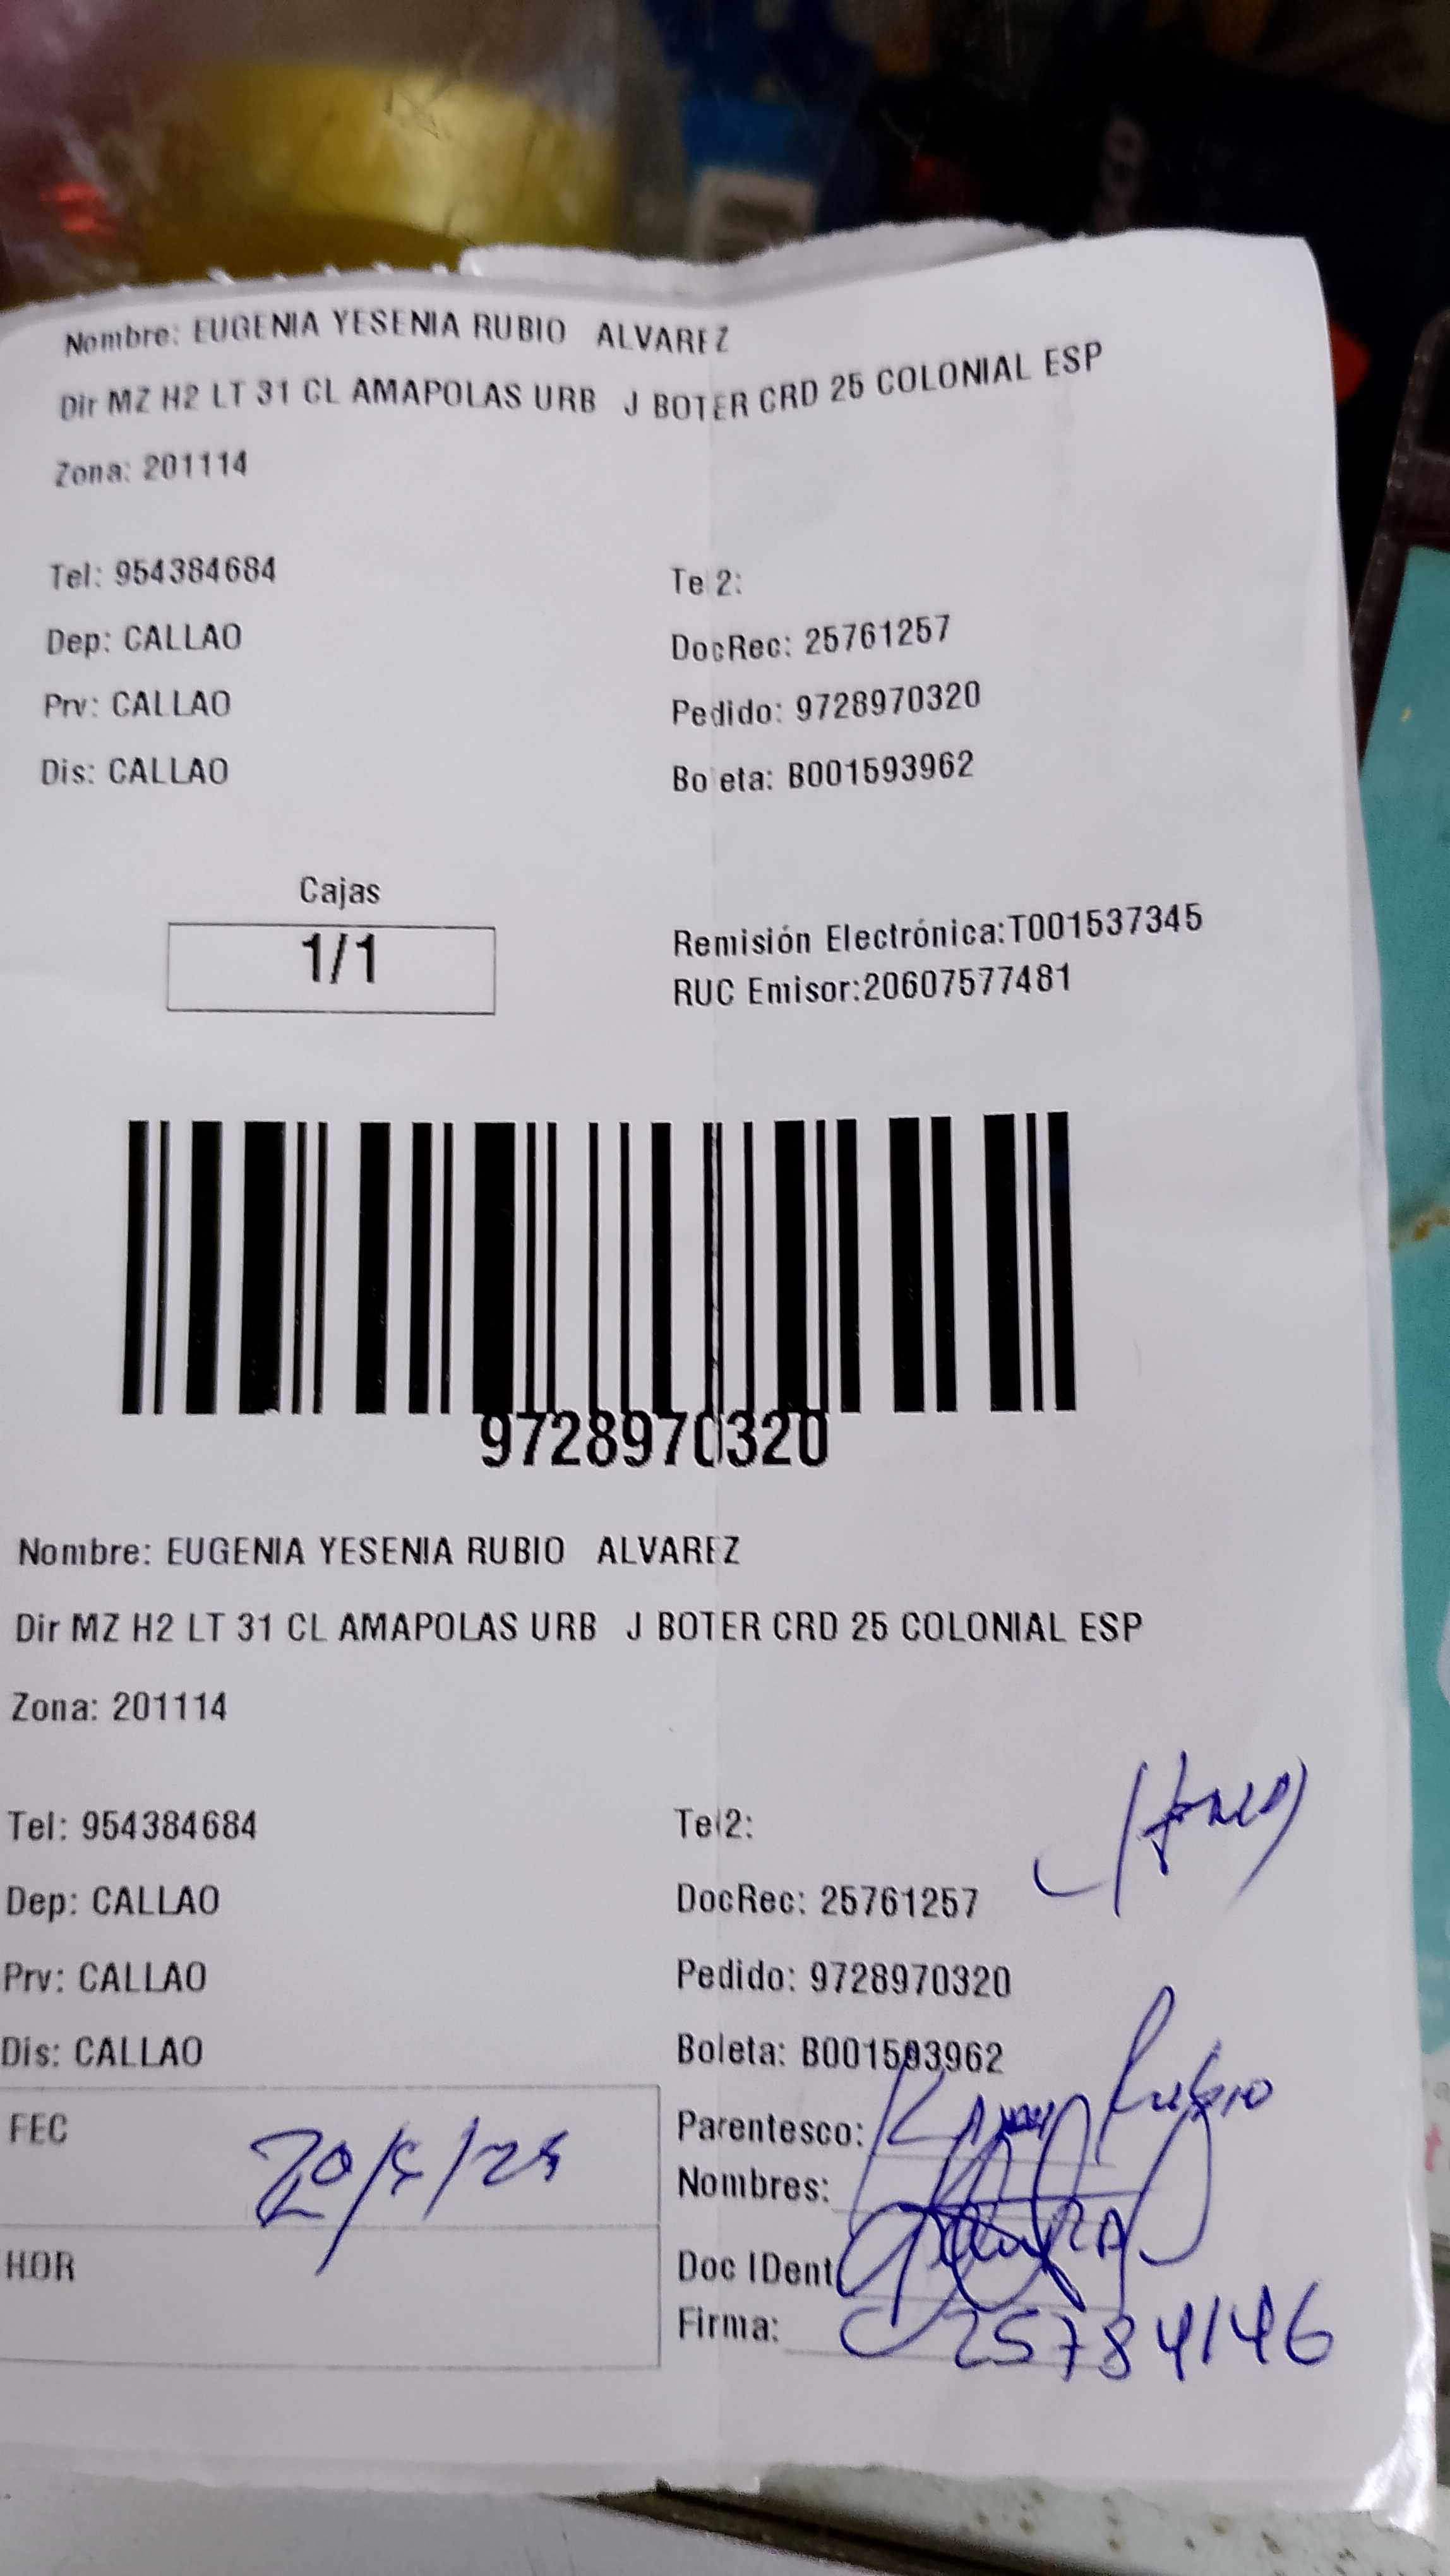 Nombre: EUGENIA YESENIA RUBIO ALVAREZ
Dir MZ H2 LT 31 CL AMAPOLAS URB J BOTER CRD 25 COLONIAL ESP
Zona: 201114
Tel: 954384684 Te 2:
Dep: CALLAO DocRec: 25761257
Prv: CALLAO Pedido: 9728970320
Dis: CALLAO Boleta: B001593962
Cajas
1/1
Remisión Electrónica:T001537345
RUC Emisor:20607577481
9728970320
Nombre: EUGENIA YESENIA RUBIO ALVAREZ
Dir MZ H2 LT 31 CL AMAPOLAS URB J BOTER CRD 25 COLONIAL ESP
Zona: 201114
Tel: 954384684 Tel2:
Dep: CALLAO DocRec: 25761257
Prv: CALLAO Pedido: 9728970320
Dis: CALLAO Boleta: B001593962
FEC Parentesco: Rubio
Nombres:
HOR Doc IDent
Firma: 25784146